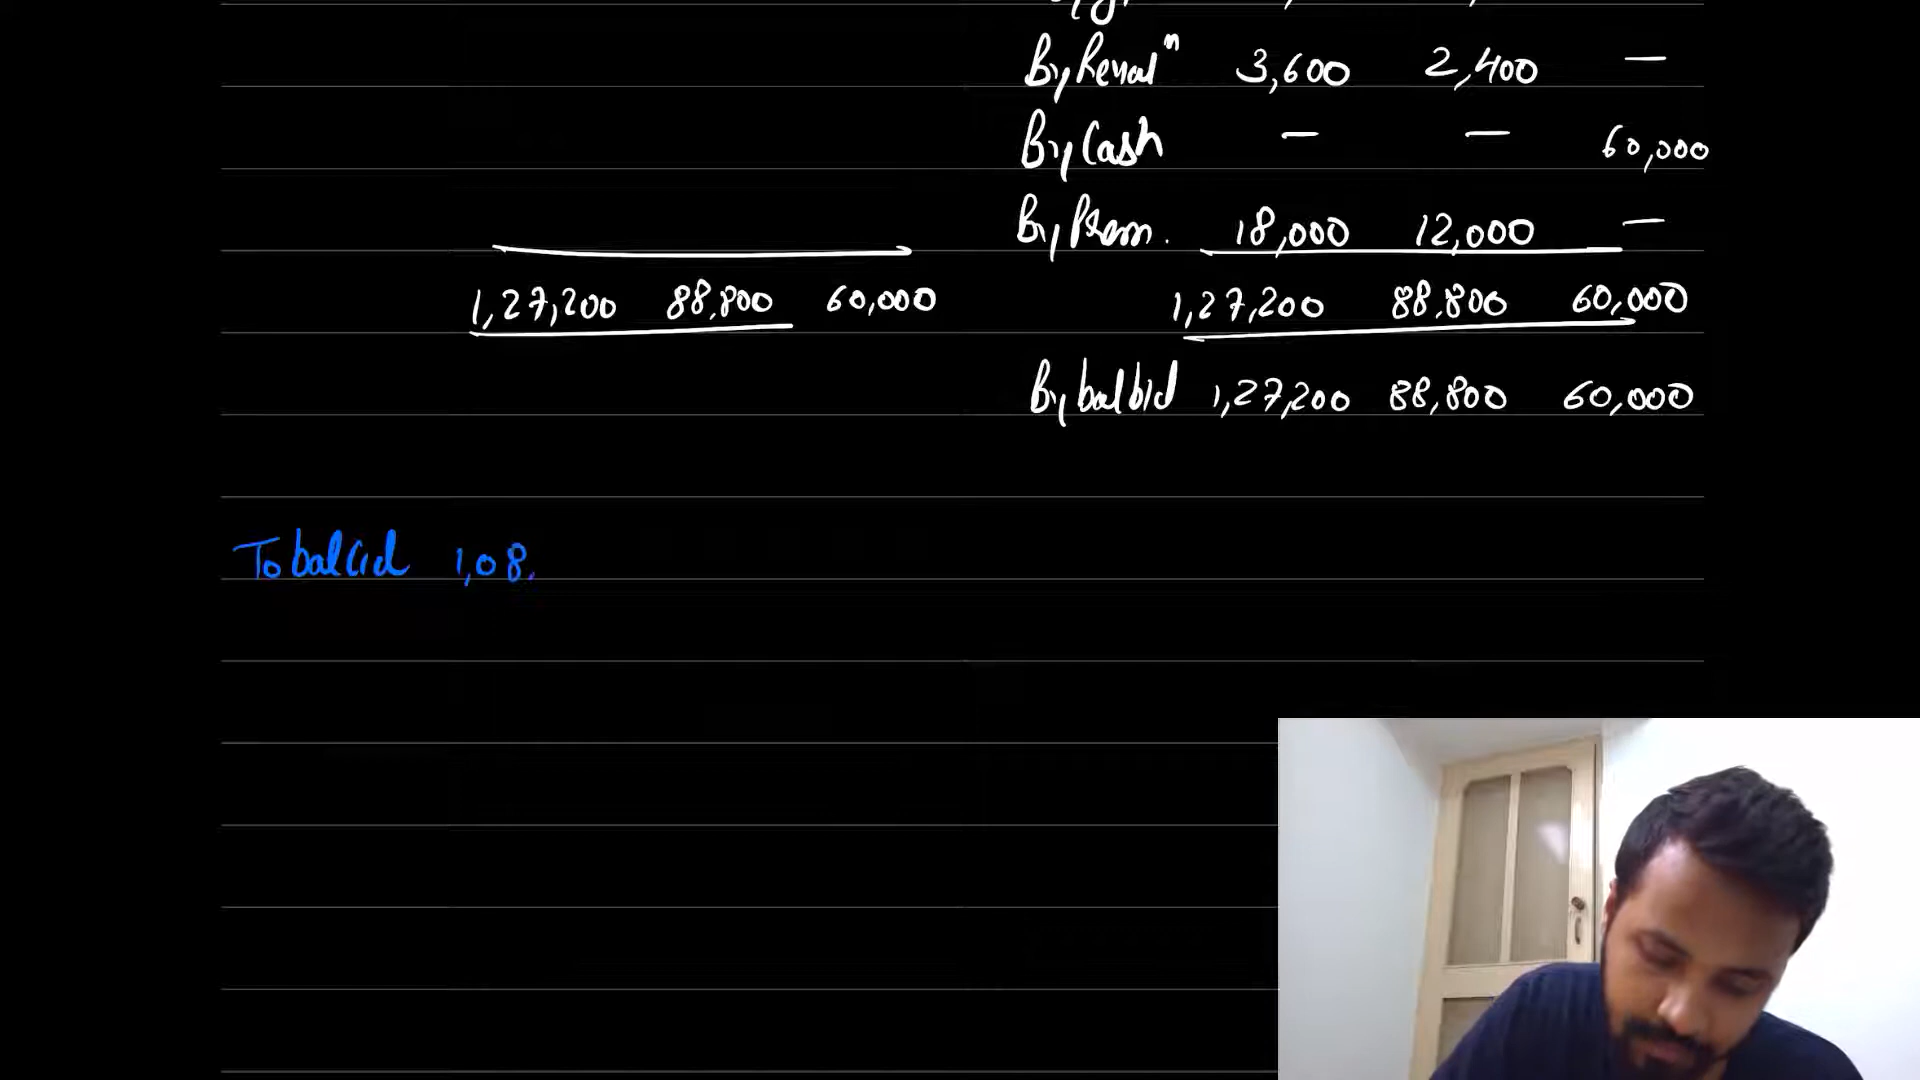 By Revalⁿ 3,600 2,400 —
By Cash — — 60,000
By Prem. 18,000 12,000 —
1,27,200 88,800 60,000 1,27,200 88,800 60,000
By bal b/d 1,27,200 88,800 60,000
To bal c/d 1,08,